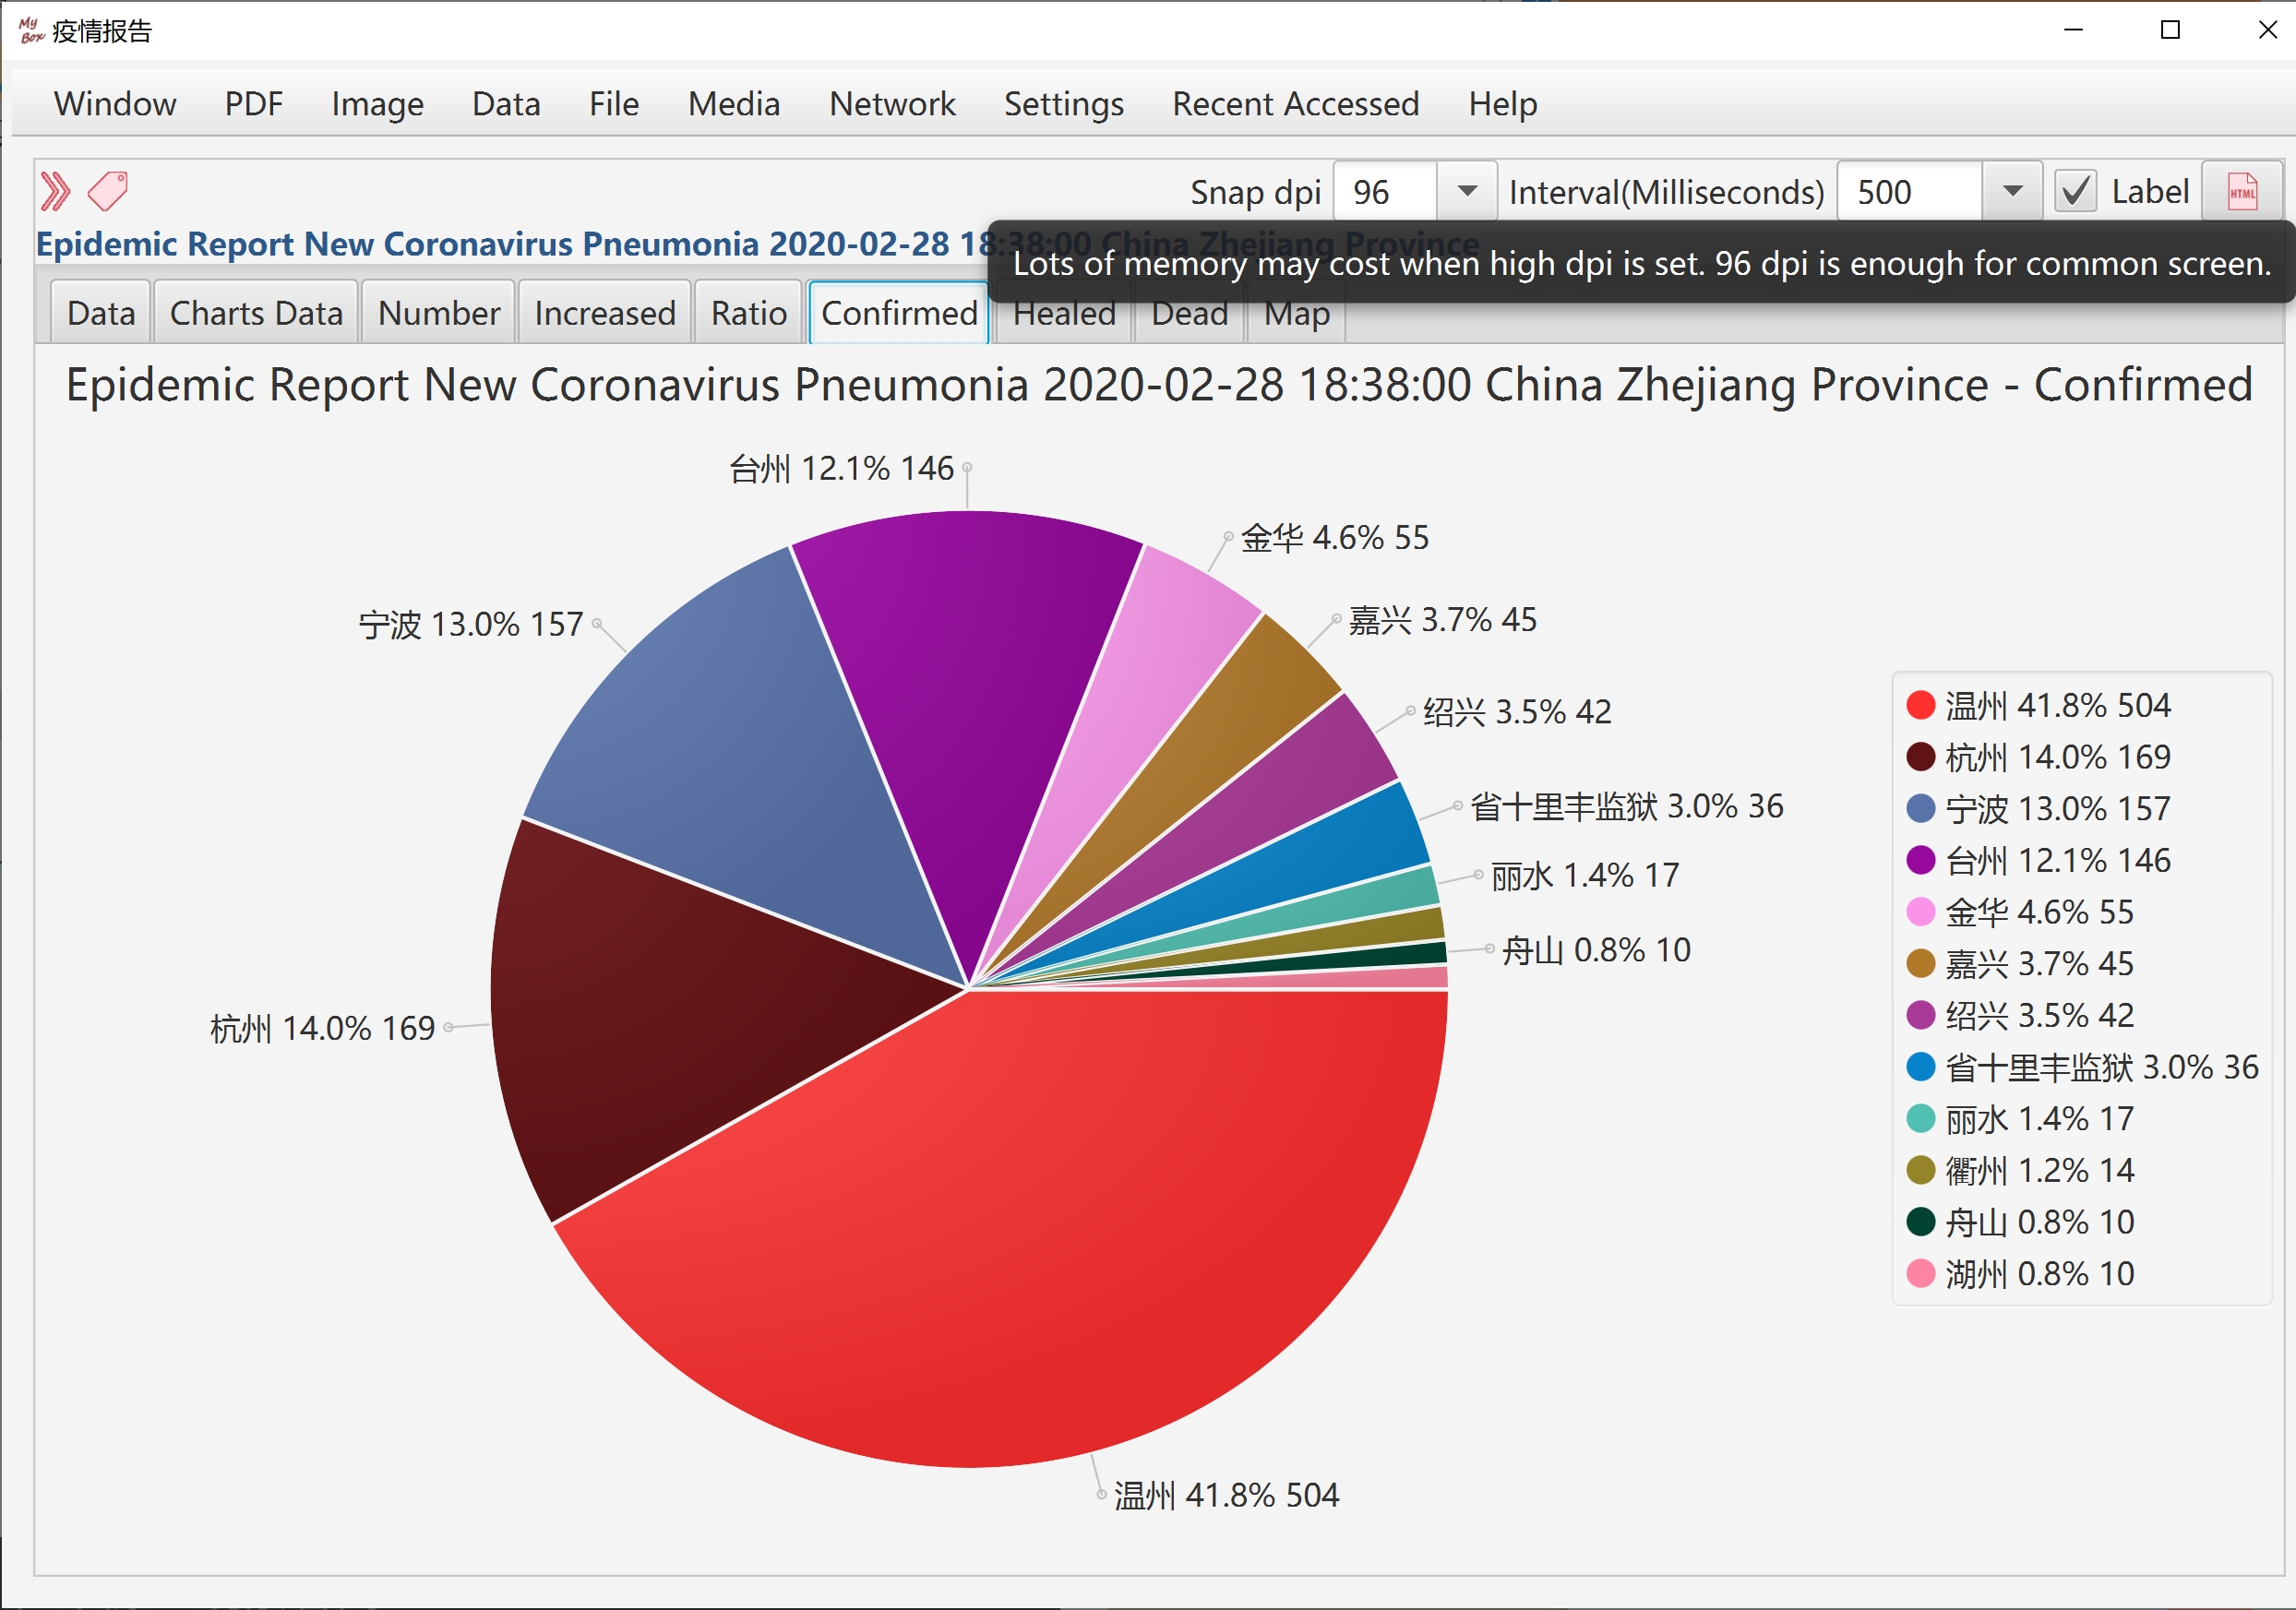 My Box 疫情报告
Window PDF Image Data File Media Network Settings Recent Accessed Help
Snap dpi 96 Interval(Milliseconds) 500 Label HTML
Epidemic Report New Coronavirus Pneumonia 2020-02-28 18:38:00 China Zhejiang Province
Lots of memory may cost when high dpi is set. 96 dpi is enough for common screen.
Data Charts Data Number Increased Ratio Confirmed Healed Dead Map
Epidemic Report New Coronavirus Pneumonia 2020-02-28 18:38:00 China Zhejiang Province - Confirmed
台州 12.1% 146
金华 4.6% 55
嘉兴 3.7% 45
宁波 13.0% 157
绍兴 3.5% 42
省十里丰监狱 3.0% 36
丽水 1.4% 17
舟山 0.8% 10
杭州 14.0% 169
温州 41.8% 504
温州 41.8% 504
杭州 14.0% 169
宁波 13.0% 157
台州 12.1% 146
金华 4.6% 55
嘉兴 3.7% 45
绍兴 3.5% 42
省十里丰监狱 3.0% 36
丽水 1.4% 17
衢州 1.2% 14
舟山 0.8% 10
湖州 0.8% 10